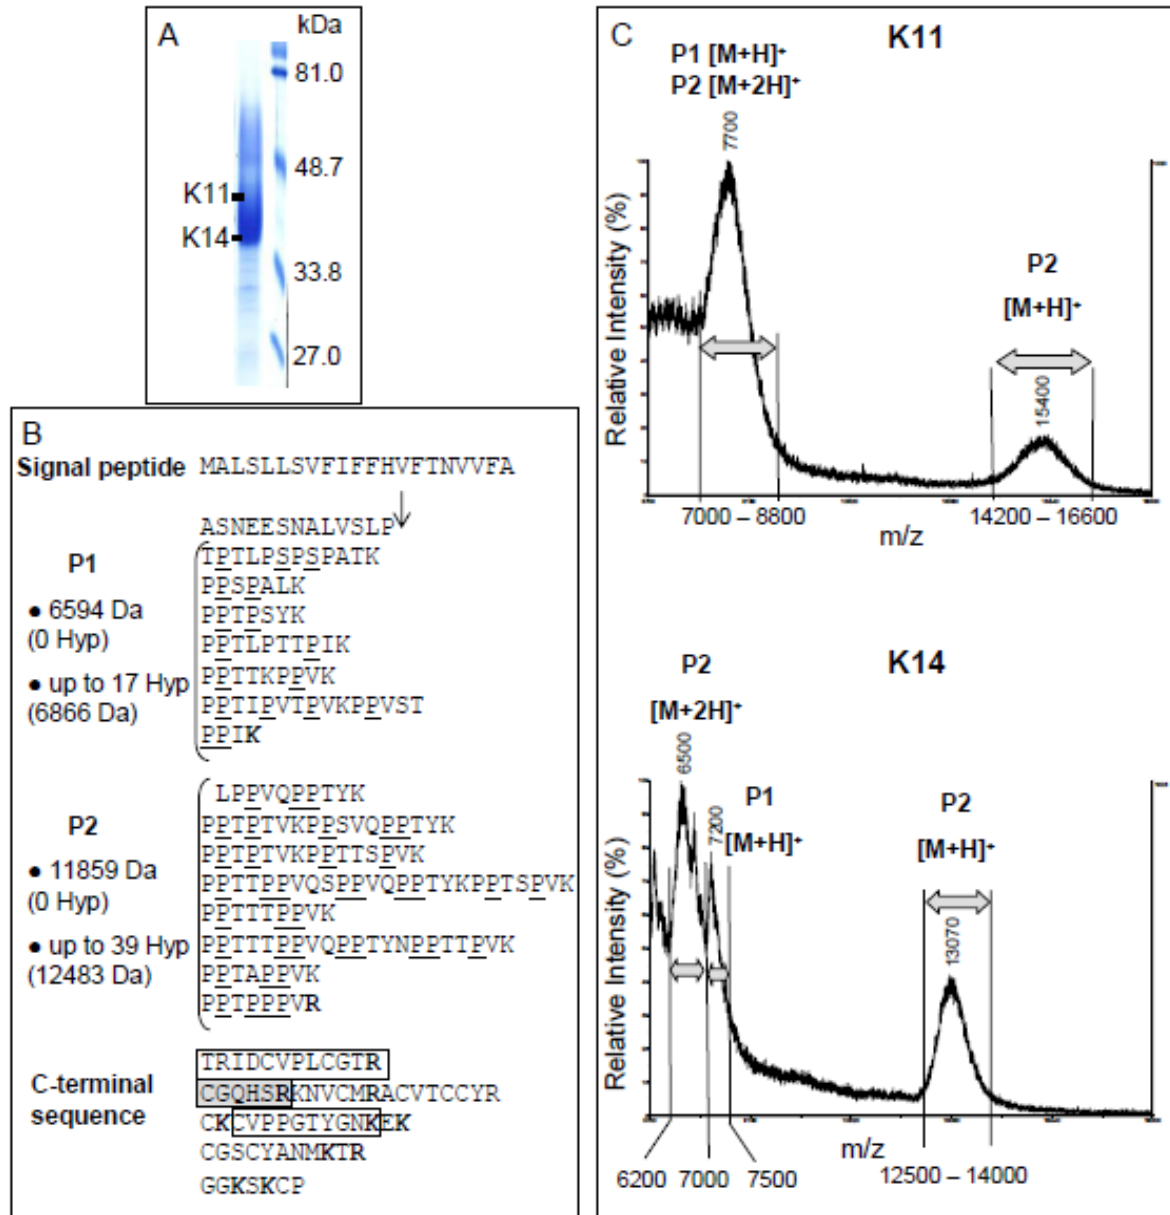 A
kDa
81.0
48.7
K11
K14
33.8
27.0
B
Signal peptide MALSLLSVFIFFHVFTNVVFA
ASNEESNALVSLP
P1
TPTLPSPSPATK
PPSPALK
PPTPSYK
PPTLPTTPIK
PPTTKPPVK
PPTIPVTPVKPPVST
PPIK
● 6594 Da
(0 Hyp)
● up to 17 Hyp
(6866 Da)
P2
LPPVQPPTYK
PPTPTVKPPSVQPPTYK
PPTPTVKPPTTSPVK
PPTTPPVQSPPVQPPTYKPPTSPVK
PPTTTPPVK
PPTTTPPVQPPTYNPPTTPVK
PPTAPPVK
PPTPPPVR
● 11859 Da
(0 Hyp)
● up to 39 Hyp
(12483 Da)
C-terminal
sequence
TRIDCVPLCGTR
CGQHSRKNVCMRACVTCCYR
CKCVPPGTYGNKEK
CGSCYANMKTR
GGKSKCP
C
K11
P1 [M+H]+
P2 [M+2H]+
7700
P2
[M+H]+
15400
Relative Intensity (%)
7000 – 8800
14200 – 16600
m/z
K14
P2
[M+2H]+
6500
P1
[M+H]+
7200
P2
[M+H]+
13070
Relative Intensity (%)
m/z
6200
7000
7500
12500 – 14000